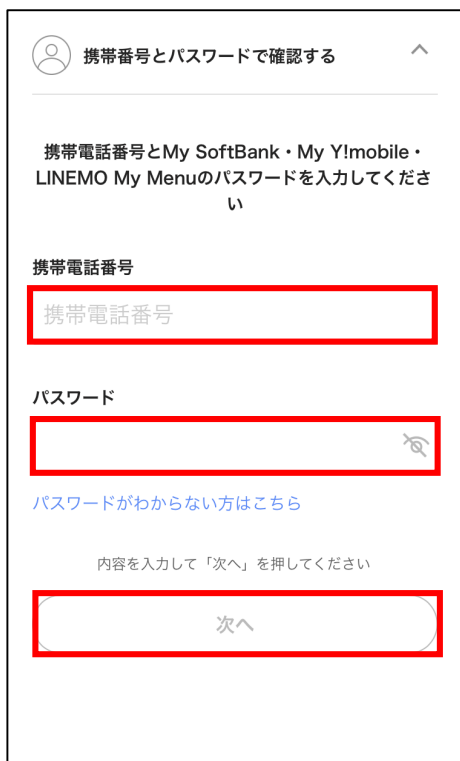 携帯番号とパスワードで確認する
携帯電話番号とMy SoftBank・My Y!mobile・
LINEMO My Menuのパスワードを入力してくださ
い
携帯電話番号
携帯電話番号
パスワード
パスワードがわからない方はこちら
内容を入力して「次へ」を押してください
次へ